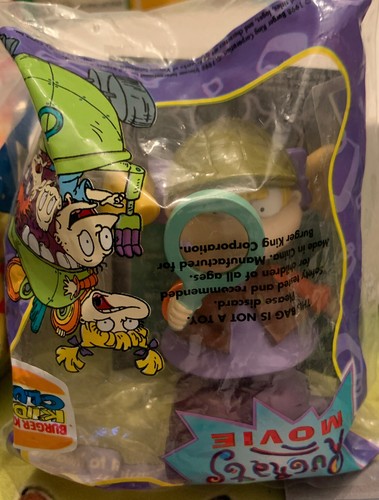 RUGRATS
MOVIE
BURGER KING
KIDS
CLUB
THIS BAG IS NOT A TOY.
Please discard.
Safety tested and recommended
for children of all ages.
Made in China. Manufactured for
Burger King Corporation.